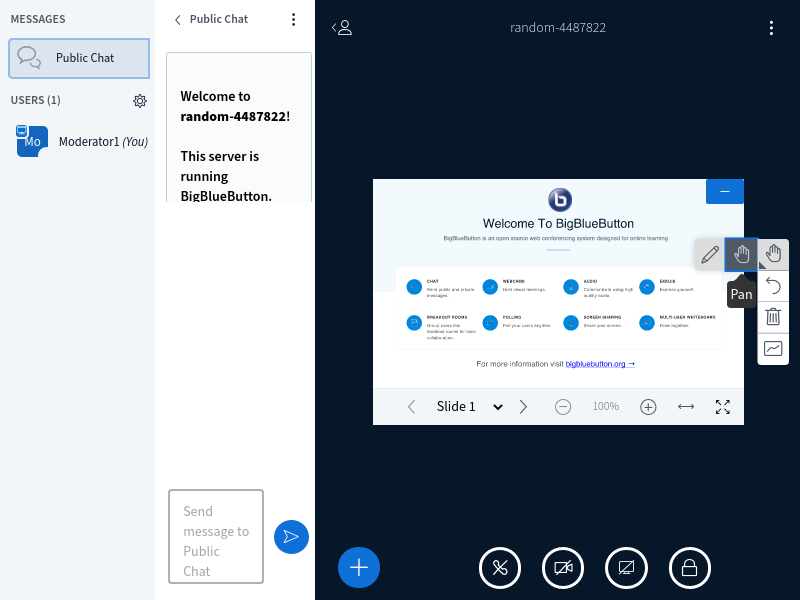 MESSAGES
Public Chat
USERS (1)
Mo
Moderator1 (You)
Public Chat
Welcome to
random-4487822!
This server is
running
BigBlueButton.
Send
message to
Public
Chat
random-4487822
b
Welcome To BigBlueButton
BigBlueButton is an open source web conferencing system designed for online learning
CHAT
Send public and private
messages.
WEBCAMS
Hold visual meetings.
AUDIO
Communicate using high
quality audio.
EMOJIS
Express yourself.
BREAKOUT ROOMS
Group users into
breakout rooms for team
collaboration.
POLLING
Poll your users anytime.
SCREEN SHARING
Share your screen.
MULTI-USER WHITEBOARD
Draw together.
For more information visit bigbluebutton.org →
Pan
Slide 1
100%